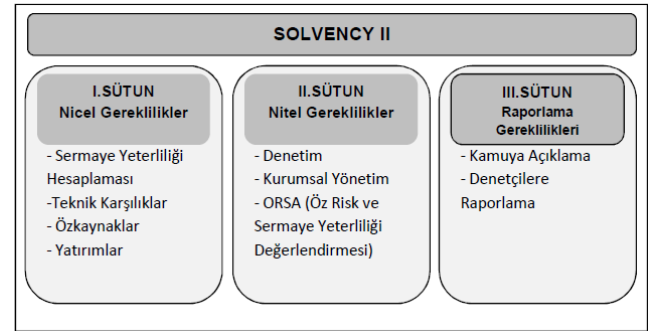 SOLVENCY II
I.SÜTUN
Nicel Gereklilikler
- Sermaye Yeterliliği
Hesaplaması
-Teknik Karşılıklar
- Özkaynaklar
- Yatırımlar
II.SÜTUN
Nitel Gereklilikler
- Denetim
- Kurumsal Yönetim
- ORSA (Öz Risk ve
Sermaye Yeterliliği
Değerlendirmesi)
III.SÜTUN
Raporlama
Gereklilikleri
- Kamuya Açıklama
- Denetçilere
Raporlama